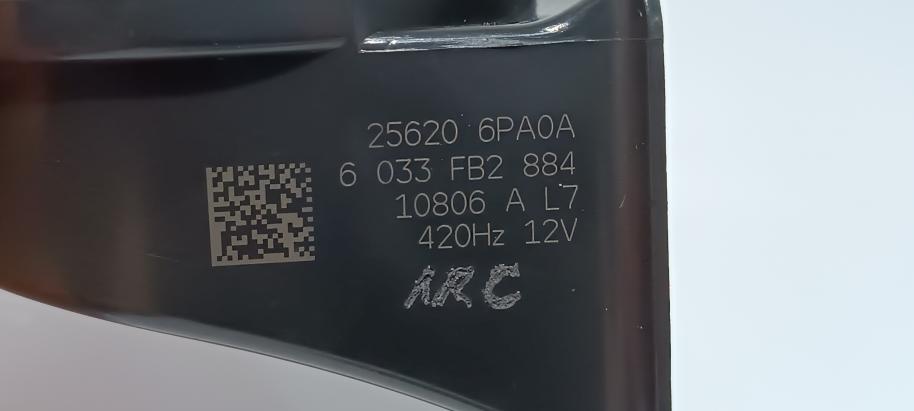 25620 6PA0A
6 033 FB2 884
10806 A L7
420Hz 12V
ARC